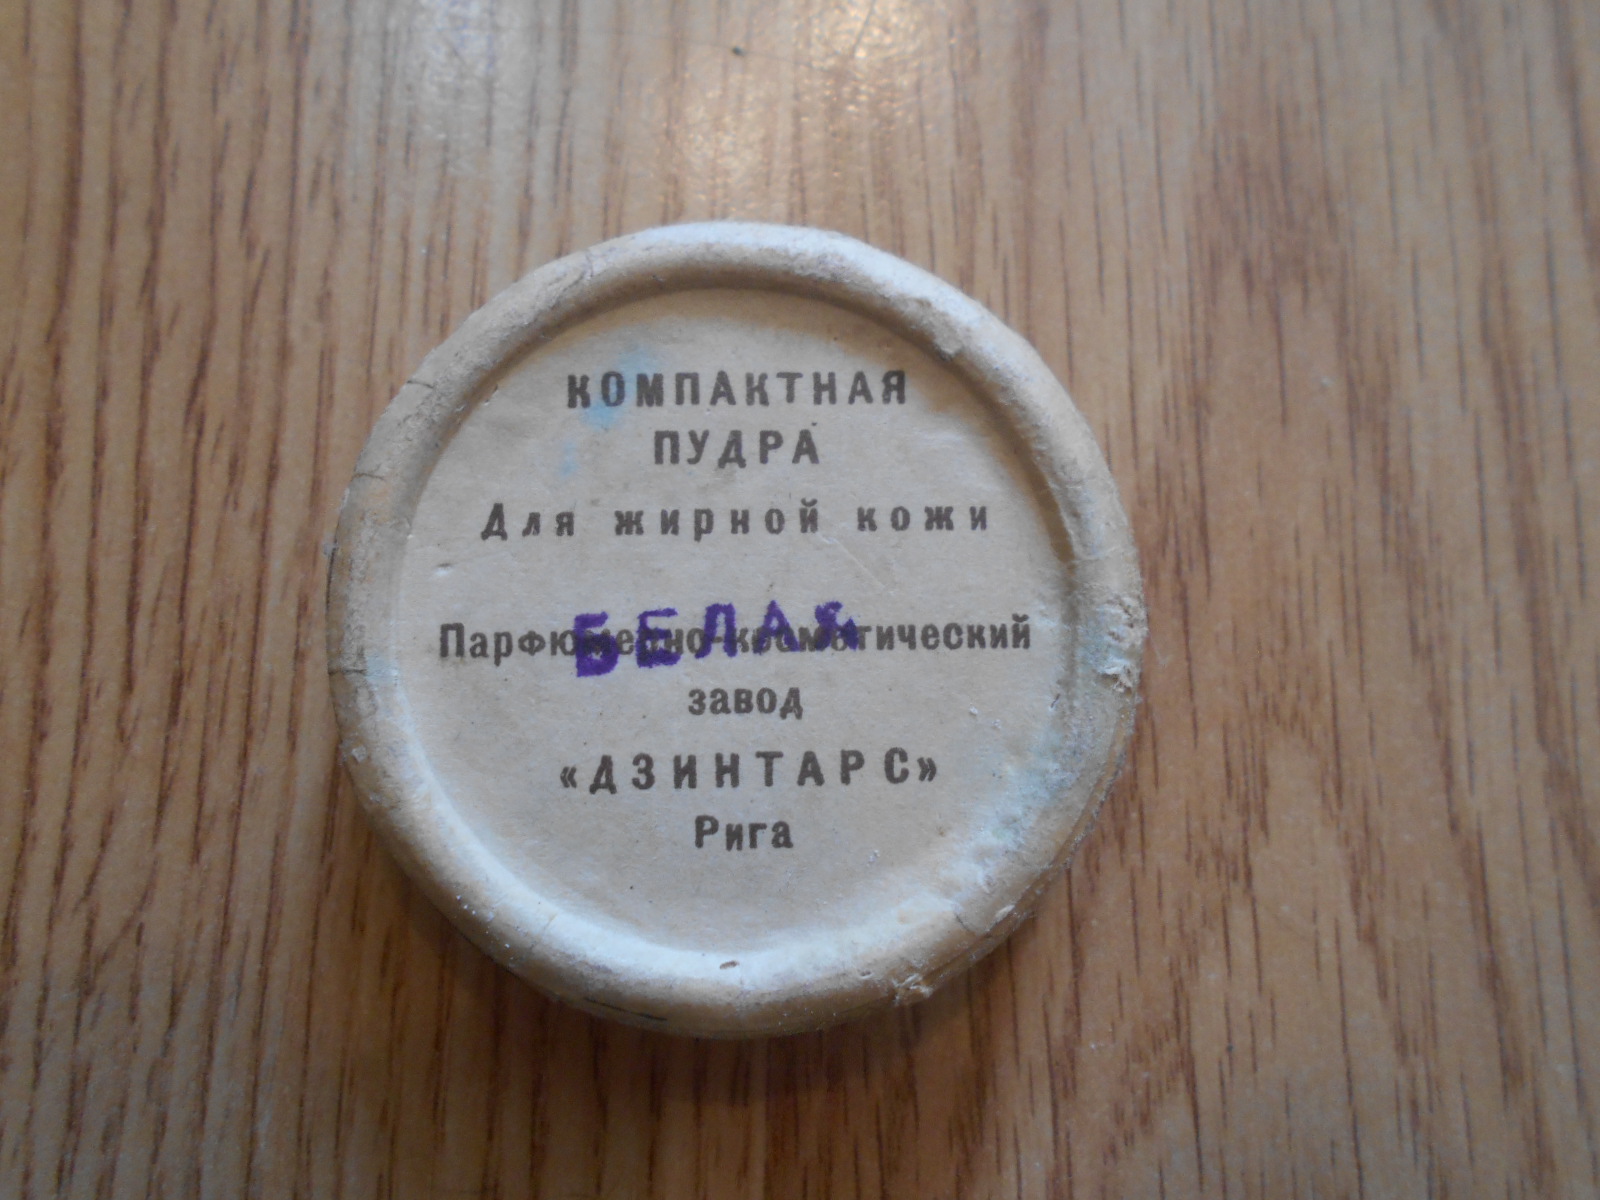 КОМПАКТНАЯ
ПУДРА
Для жирной кожи
БЕЛАЯ
Парфюмерно-косметический
завод
«ДЗИНТАРС»
Рига